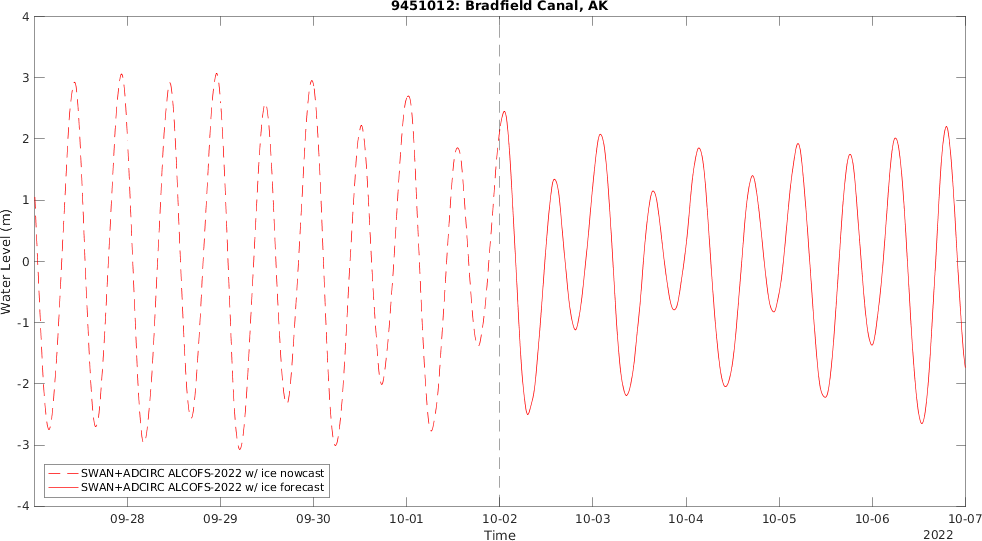 9451012: Bradfield Canal, AK
Water Level (m)
4
3
2
1
0
-1
-2
-3
-4
SWAN+ADCIRC ALCOFS-2022 w/ ice nowcast
SWAN+ADCIRC ALCOFS-2022 w/ ice forecast
09-28 09-29 09-30 10-01 10-02 10-03 10-04 10-05 10-06 10-07
Time
2022